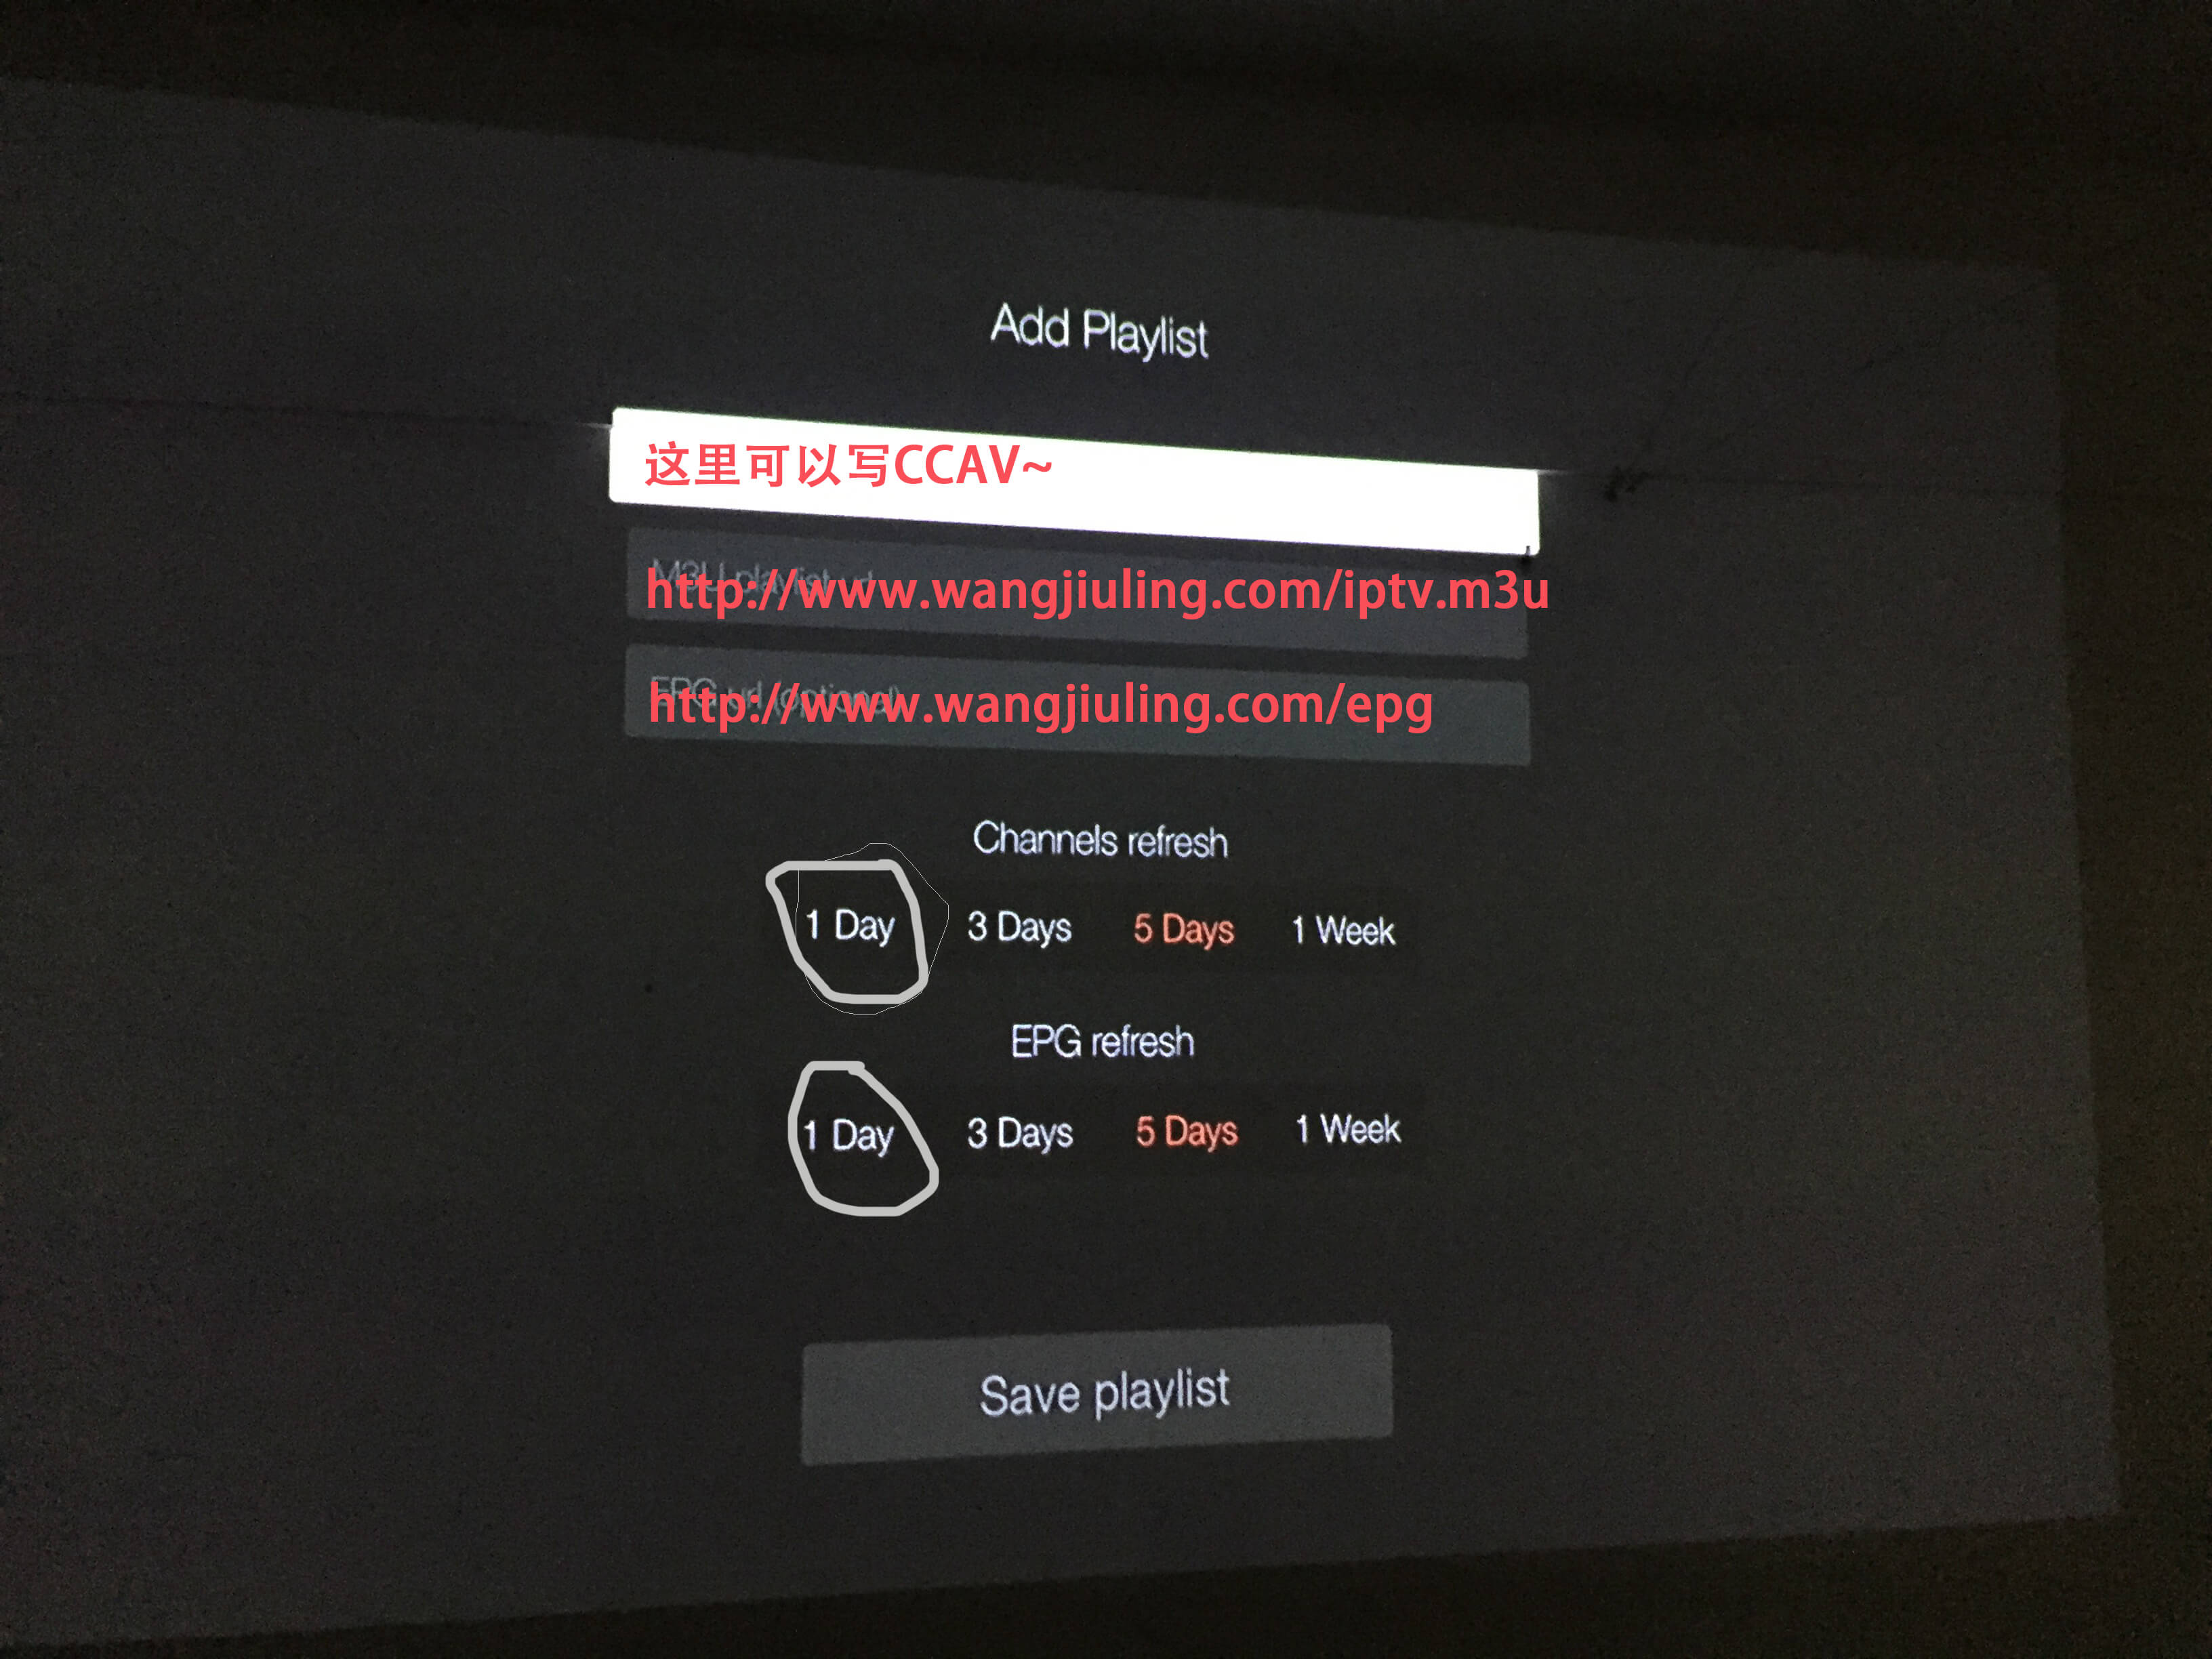 Add Playlist
这里可以写CCAV~
M3U playlist url
http://www.wangjiuling.com/iptv.m3u
EPG url (optional)
http://www.wangjiuling.com/epg
Channels refresh
1 Day 3 Days 5 Days 1 Week
EPG refresh
1 Day 3 Days 5 Days 1 Week
Save playlist